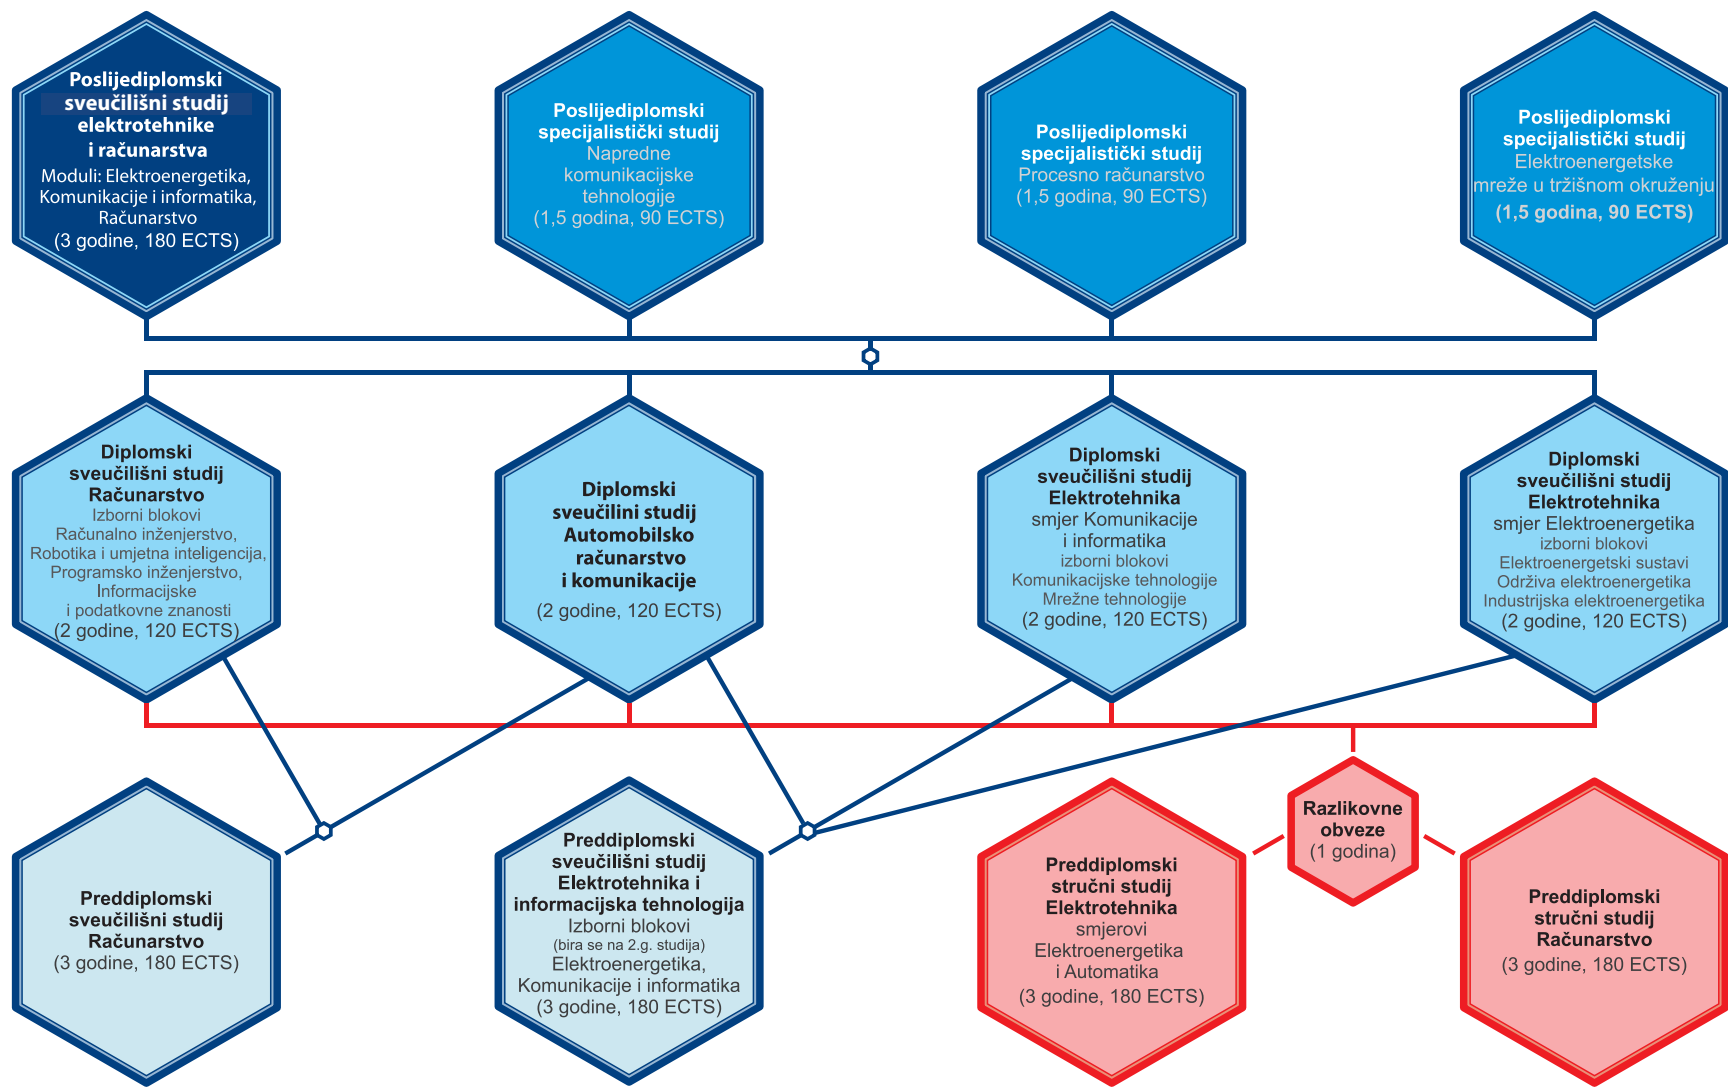 Poslijediplomski
sveučilišni studij
elektrotehnike
i računarstva
Moduli: Elektroenergetika,
Komunikacije i informatika,
Računarstvo
(3 godine, 180 ECTS)
Poslijediplomski
specijalistički studij
Napredne
komunikacijske
tehnologije
(1,5 godina, 90 ECTS)
Poslijediplomski
specijalistički studij
Procesno računarstvo
(1,5 godina, 90 ECTS)
Poslijediplomski
specijalistički studij
Elektroenergetske
mreže u tržišnom okruženju
(1,5 godina, 90 ECTS)
Diplomski
sveučilišni studij
Računarstvo
Izborni blokovi
Računalno inženjerstvo,
Robotika i umjetna inteligencija,
Programsko inženjerstvo,
Informacijske
i podatkovne znanosti
(2 godine, 120 ECTS)
Diplomski
sveučilini studij
Automobilsko
računarstvo
i komunikacije
(2 godine, 120 ECTS)
Diplomski
sveučilišni studij
Elektrotehnika
smjer Komunikacije
i informatika
izborni blokovi
Komunikacijske tehnologije
Mrežne tehnologije
(2 godine, 120 ECTS)
Diplomski
sveučilišni studij
Elektrotehnika
smjer Elektroenergetika
izborni blokovi
Elektroenergetski sustavi
Održiva elektroenergetika
Industrijska elektroenergetika
(2 godine, 120 ECTS)
Preddiplomski
sveučilišni studij
Računarstvo
(3 godine, 180 ECTS)
Preddiplomski
sveučilišni studij
Elektrotehnika i
informacijska tehnologija
Izborni blokovi
(bira se na 2.g. studija)
Elektroenergetika,
Komunikacije i informatika
(3 godine, 180 ECTS)
Preddiplomski
stručni studij
Elektrotehnika
smjerovi
Elektroenergetika
i Automatika
(3 godine, 180 ECTS)
Razlikovne
obveze
(1 godina)
Preddiplomski
stručni studij
Računarstvo
(3 godine, 180 ECTS)